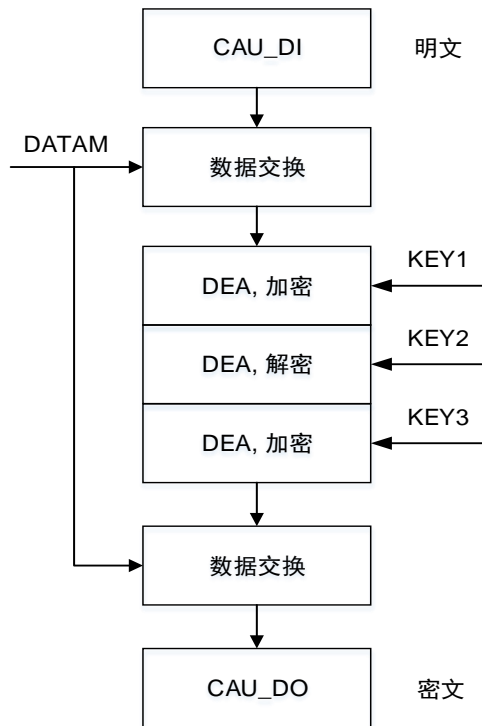 CAU_DI
明文
DATAM
数据交换
KEY1
DEA, 加密
KEY2
DEA, 解密
KEY3
DEA, 加密
数据交换
CAU_DO
密文